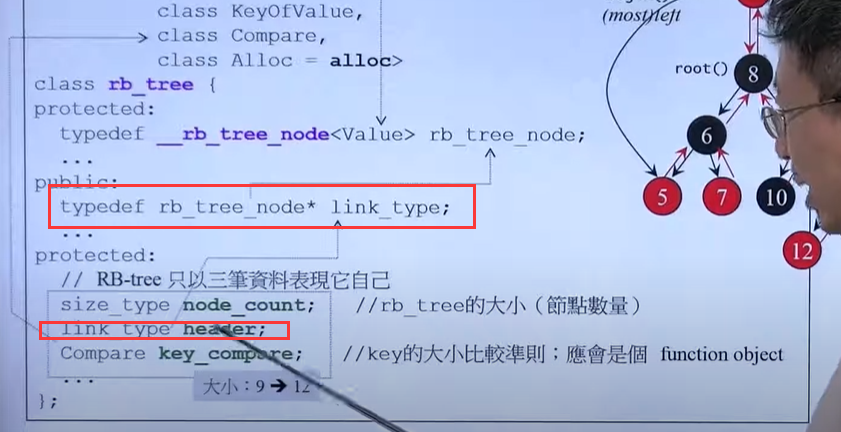 class KeyOfValue,
class Compare,
class Alloc = alloc>
class rb_tree {
protected:
typedef __rb_tree_node<Value> rb_tree_node;
...
public:
typedef rb_tree_node* link_type;
...
protected:
// RB-tree 只以三筆資料表現它自己
size_type node_count; //rb_tree的大小（節點數量）
link_type header;
Compare key_compare; //key的大小比較準則；應會是個 function object
...
大小：9 ➔ 12
};
(most)left
root()
8
6
5
7
10
12